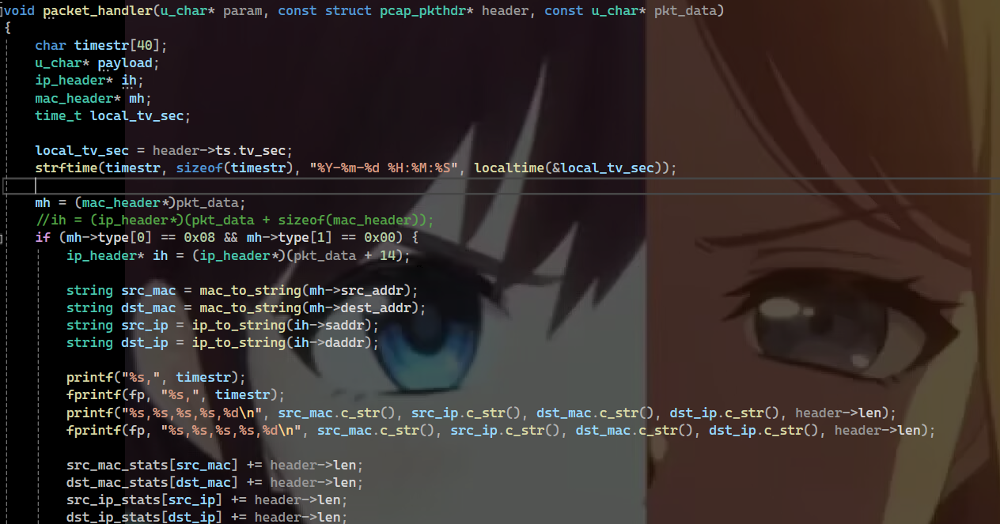 void packet_handler(u_char* param, const struct pcap_pkthdr* header, const u_char* pkt_data)
{
char timestr[40];
u_char* payload;
ip_header* ih;
mac_header* mh;
time_t local_tv_sec;
local_tv_sec = header->ts.tv_sec;
strftime(timestr, sizeof(timestr), "%Y-%m-%d %H:%M:%S", localtime(&local_tv_sec));
mh = (mac_header*)pkt_data;
//ih = (ip_header*)(pkt_data + sizeof(mac_header));
if (mh->type[0] == 0x08 && mh->type[1] == 0x00) {
ip_header* ih = (ip_header*)(pkt_data + 14);
string src_mac = mac_to_string(mh->src_addr);
string dst_mac = mac_to_string(mh->dest_addr);
string src_ip = ip_to_string(ih->saddr);
string dst_ip = ip_to_string(ih->daddr);
printf("%s,", timestr);
fprintf(fp, "%s,", timestr);
printf("%s,%s,%s,%s,%d\n", src_mac.c_str(), src_ip.c_str(), dst_mac.c_str(), dst_ip.c_str(), header->len);
fprintf(fp, "%s,%s,%s,%s,%d\n", src_mac.c_str(), src_ip.c_str(), dst_mac.c_str(), dst_ip.c_str(), header->len);
src_mac_stats[src_mac] += header->len;
dst_mac_stats[dst_mac] += header->len;
src_ip_stats[src_ip] += header->len;
dst_ip_stats[dst_ip] += header->len;